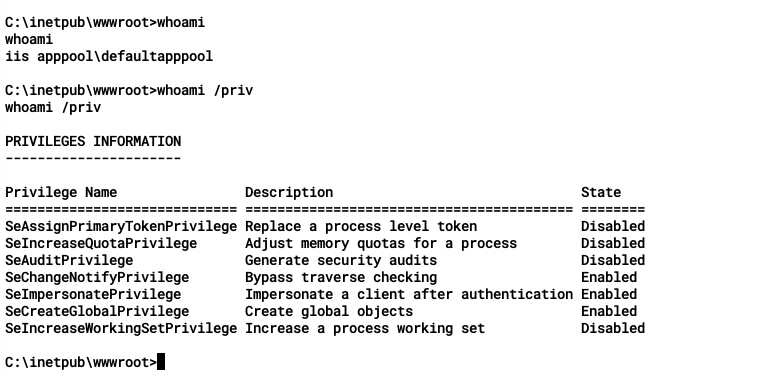 C:\inetpub\wwwroot>whoami
whoami
iis apppool\defaultapppool
C:\inetpub\wwwroot>whoami /priv
whoami /priv
PRIVILEGES INFORMATION
----------------------
Privilege Name                Description                               State
============================= ========================================= ========
SeAssignPrimaryTokenPrivilege Replace a process level token             Disabled
SeIncreaseQuotaPrivilege      Adjust memory quotas for a process        Disabled
SeAuditPrivilege              Generate security audits                  Disabled
SeChangeNotifyPrivilege       Bypass traverse checking                  Enabled
SeImpersonatePrivilege        Impersonate a client after authentication Enabled
SeCreateGlobalPrivilege       Create global objects                     Enabled
SeIncreaseWorkingSetPrivilege Increase a process working set            Disabled
C:\inetpub\wwwroot>